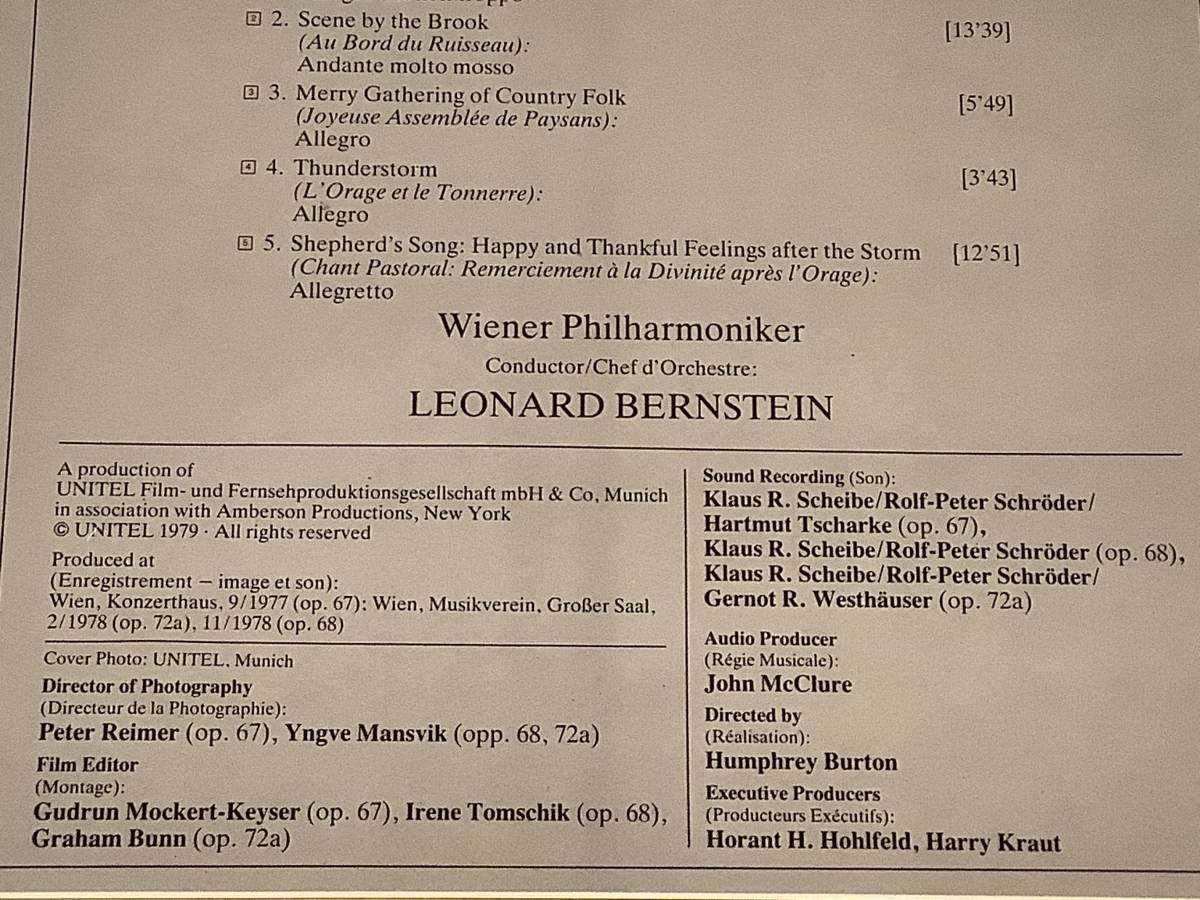 2 2. Scene by the Brook [13’39]
(Au Bord du Ruisseau):
Andante molto mosso
3 3. Merry Gathering of Country Folk [5’49]
(Joyeuse Assemblée de Paysans):
Allegro
4 4. Thunderstorm [3’43]
(L’Orage et le Tonnerre):
Allegro
5 5. Shepherd’s Song: Happy and Thankful Feelings after the Storm [12’51]
(Chant Pastoral: Remerciement à la Divinité après l’Orage):
Allegretto
Wiener Philharmoniker
Conductor/Chef d’Orchestre:
LEONARD BERNSTEIN
A production of
UNITEL Film- und Fernsehproduktionsgesellschaft mbH & Co, Munich
in association with Amberson Productions, New York
© UNITEL 1979 · All rights reserved
Produced at
(Enregistrement – image et son):
Wien, Konzerthaus, 9/1977 (op. 67): Wien, Musikverein, Großer Saal,
2/1978 (op. 72a), 11/1978 (op. 68)
Cover Photo: UNITEL, Munich
Director of Photography
(Directeur de la Photographie):
Peter Reimer (op. 67), Yngve Mansvik (opp. 68, 72a)
Film Editor
(Montage):
Gudrun Mockert-Keyser (op. 67), Irene Tomschik (op. 68),
Graham Bunn (op. 72a)
Sound Recording (Son):
Klaus R. Scheibe/Rolf-Peter Schröder/
Hartmut Tscharke (op. 67),
Klaus R. Scheibe/Rolf-Peter Schröder (op. 68),
Klaus R. Scheibe/Rolf-Peter Schröder/
Gernot R. Westhäuser (op. 72a)
Audio Producer
(Régie Musicale):
John McClure
Directed by
(Réalisation):
Humphrey Burton
Executive Producers
(Producteurs Exécutifs):
Horant H. Hohlfeld, Harry Kraut